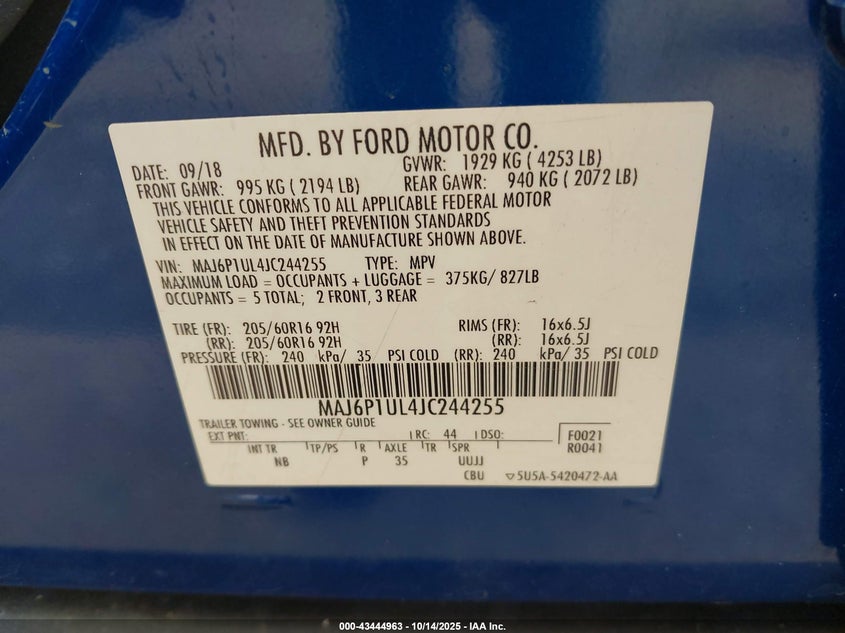 MFD. BY FORD MOTOR CO.
DATE: 09/18 GVWR: 1929 KG ( 4253 LB)
FRONT GAWR: 995 KG ( 2194 LB) REAR GAWR: 940 KG ( 2072 LB)
THIS VEHICLE CONFORMS TO ALL APPLICABLE FEDERAL MOTOR
VEHICLE SAFETY AND THEFT PREVENTION STANDARDS
IN EFFECT ON THE DATE OF MANUFACTURE SHOWN ABOVE.
VIN: MAJ6P1UL4JC244255 TYPE: MPV
MAXIMUM LOAD = OCCUPANTS + LUGGAGE = 375KG/ 827LB
OCCUPANTS = 5 TOTAL; 2 FRONT, 3 REAR
TIRE (FR): 205/60R16 92H RIMS (FR): 16x6.5J
(RR): 205/60R16 92H (RR): 16x6.5J
PRESSURE (FR): 240 kPa/ 35 PSI COLD (RR): 240 kPa/ 35 PSI COLD
MAJ6P1UL4JC244255
TRAILER TOWING - SEE OWNER GUIDE
EXT PNT: RC: 44 DSO: F0021
R0041
INT TR TP/PS R AXLE TR SPR
NB P 35 UUJJ
CBU 5U5A-5420472-AA
000-43444963 | 10/14/2025 - IAA Inc.